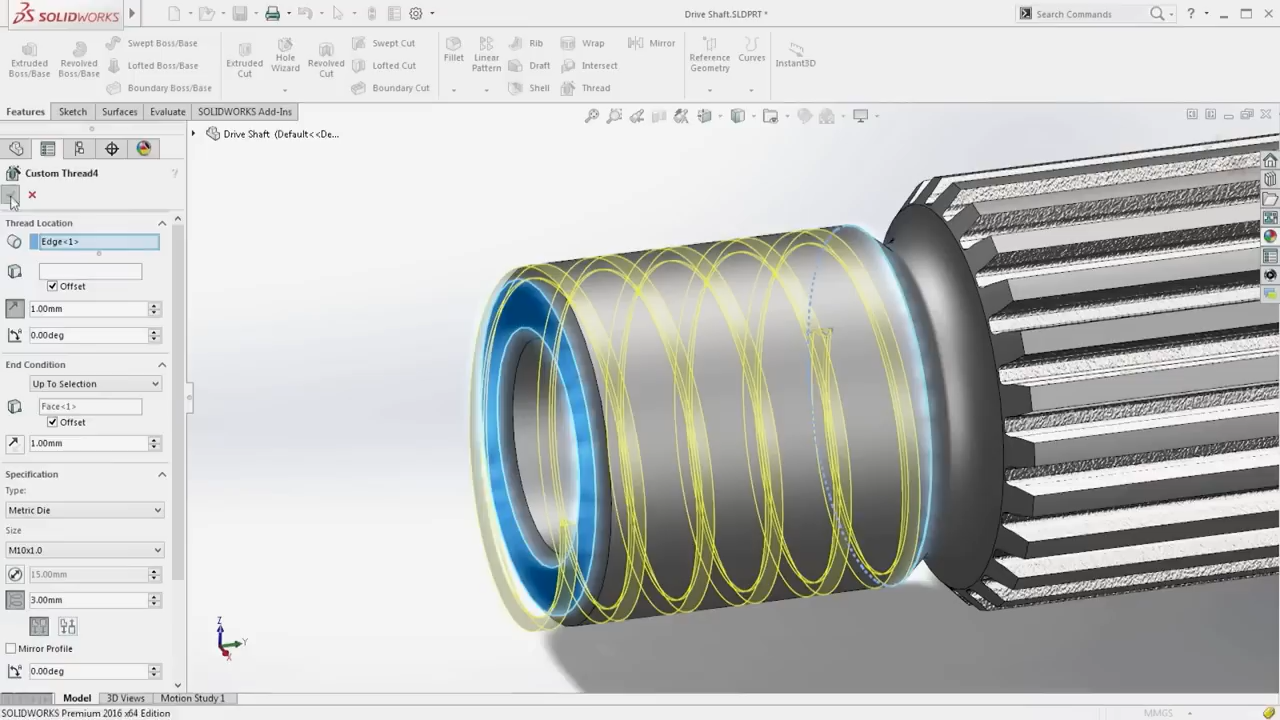 SOLIDWORKS
Drive Shaft.SLDPRT *
Search Commands
?
Extruded Boss/Base
Revolved Boss/Base
Swept Boss/Base
Lofted Boss/Base
Boundary Boss/Base
Extruded Cut
Hole Wizard
Revolved Cut
Swept Cut
Lofted Cut
Boundary Cut
Fillet
Linear Pattern
Rib
Draft
Shell
Wrap
Intersect
Thread
Mirror
Reference Geometry
Curves
Instant3D
Features
Sketch
Surfaces
Evaluate
SOLIDWORKS Add-Ins
Drive Shaft (Default<<De...
Custom Thread4
?
Thread Location
Edge<1>
Offset
1.00mm
0.00deg
End Condition
Up To Selection
Face<1>
Offset
1.00mm
Specification
Type:
Metric Die
Size
M10x1.0
15.00mm
3.00mm
Mirror Profile
0.00deg
Z
Y
X
Model
3D Views
Motion Study 1
SOLIDWORKS Premium 2016 x64 Edition
MMGS